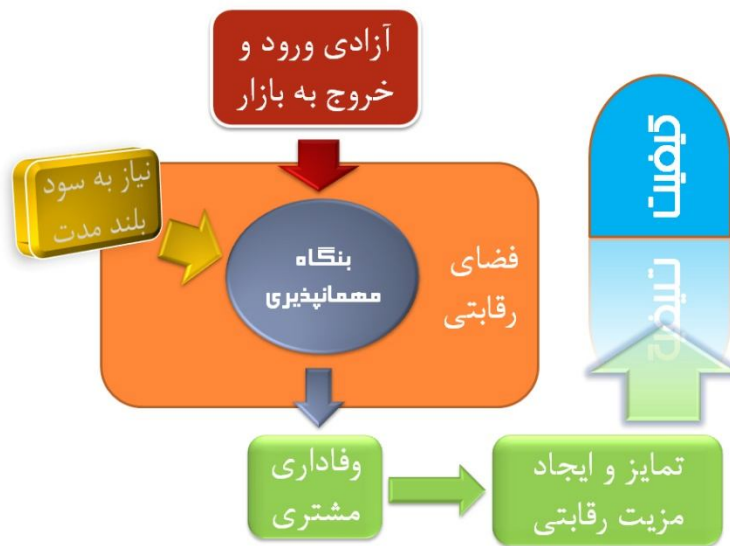 آزادی ورود و
خروج به بازار
نیاز به سود
بلند مدت
بنگاه
مهمانپذیری
فضای
رقابتی
وفاداری
مشتری
تمایز و ایجاد
مزیت رقابتی
کیفیت